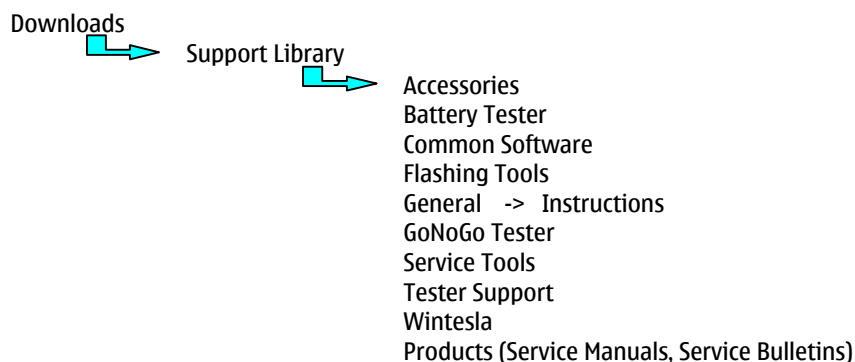 Downloads
Support Library
Accessories
Battery Tester
Common Software
Flashing Tools
General -> Instructions
GoNoGo Tester
Service Tools
Tester Support
Wintesla
Products (Service Manuals, Service Bulletins)